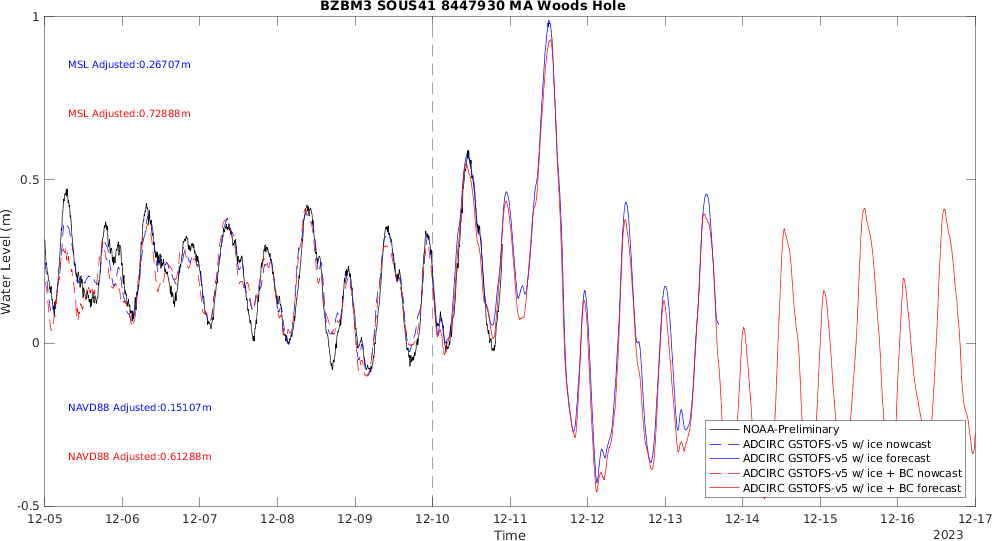 BZBM3 SOUS41 8447930 MA Woods Hole
1
MSL Adjusted:0.26707m
MSL Adjusted:0.72888m
0.5
Water Level (m)
0
NAVD88 Adjusted:0.15107m
NAVD88 Adjusted:0.61288m
NOAA-Preliminary
ADCIRC GSTOFS-v5 w/ ice nowcast
ADCIRC GSTOFS-v5 w/ ice forecast
ADCIRC GSTOFS-v5 w/ ice + BC nowcast
ADCIRC GSTOFS-v5 w/ ice + BC forecast
-0.5
12-05 12-06 12-07 12-08 12-09 12-10 12-11 12-12 12-13 12-14 12-15 12-16 12-17
Time
2023